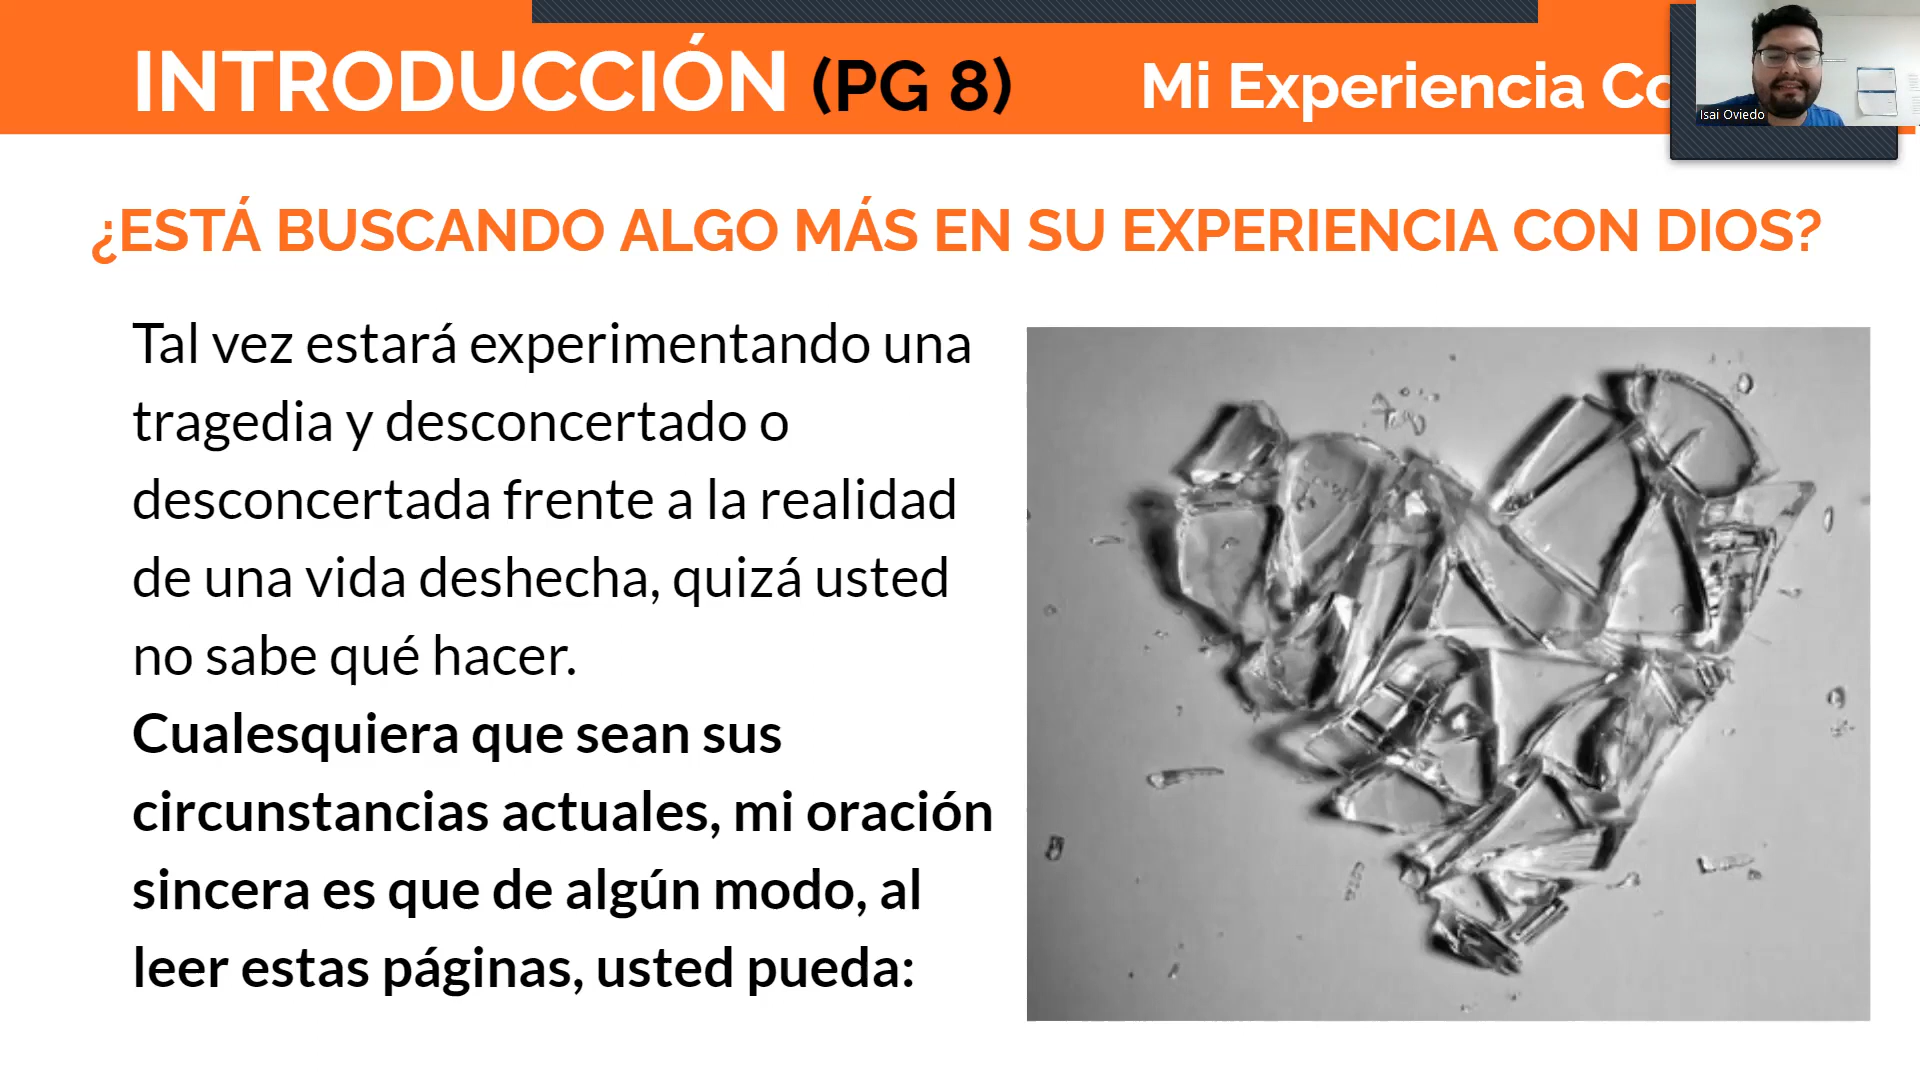 INTRODUCCIÓN (PG 8) Mi Experiencia Co
Isai Oviedo
¿ESTÁ BUSCANDO ALGO MÁS EN SU EXPERIENCIA CON DIOS?
Tal vez estará experimentando una
tragedia y desconcertado o
desconcertada frente a la realidad
de una vida deshecha, quizá usted
no sabe qué hacer.
Cualesquiera que sean sus
circunstancias actuales, mi oración
sincera es que de algún modo, al
leer estas páginas, usted pueda: